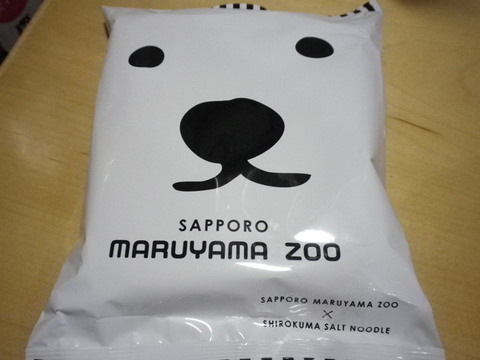 SAPPORO
MARUYAMA ZOO
SAPPORO MARUYAMA ZOO
×
SHIROKUMA SALT NOODLE